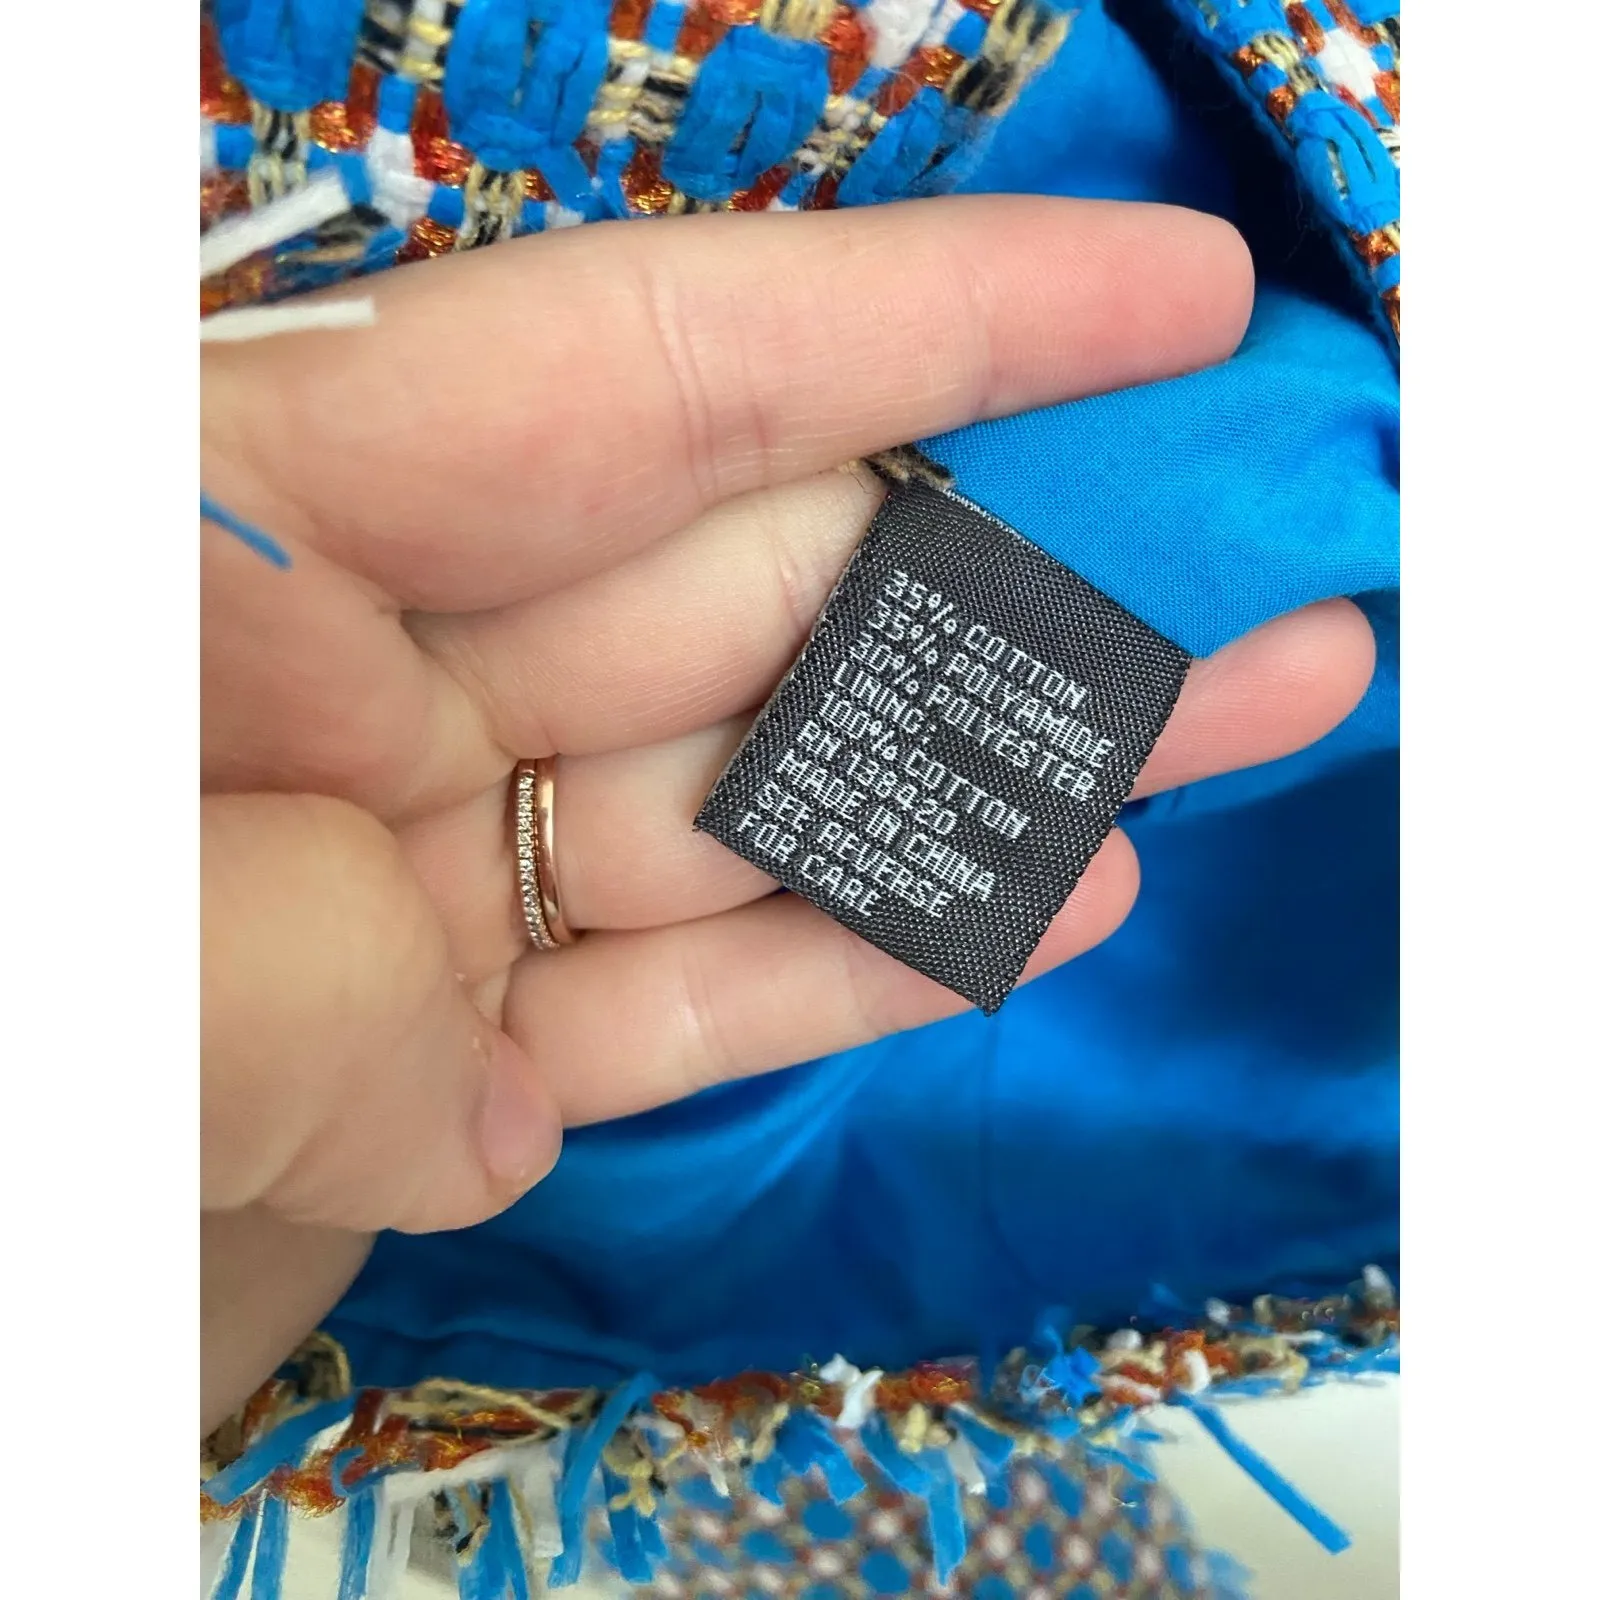 35% COTTON
35% POLYAMIDE
30% POLYESTER
LINING:
100% COTTON
RN 138420
MADE IN CHINA
SEE REVERSE
FOR CARE